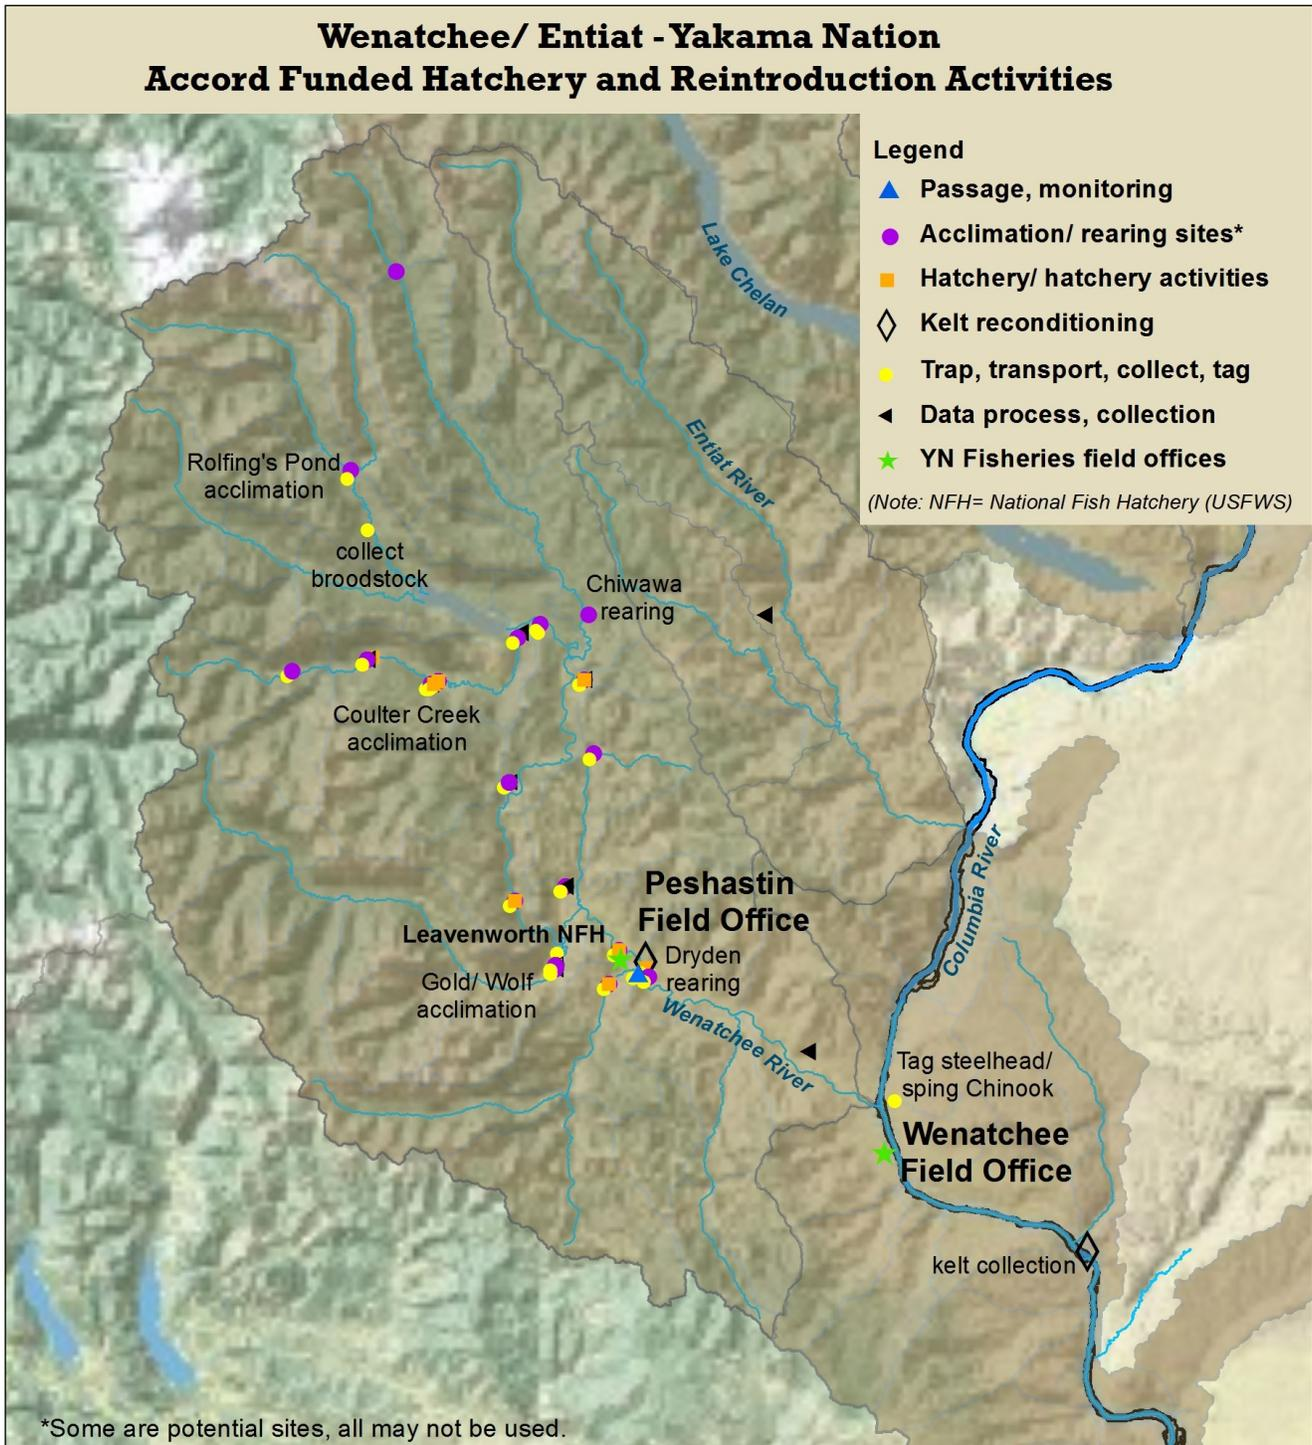 Wenatchee/ Entiat - Yakama Nation
Accord Funded Hatchery and Reintroduction Activities
Legend
Passage, monitoring
Acclimation/ rearing sites*
Hatchery/ hatchery activities
Kelt reconditioning
Trap, transport, collect, tag
Data process, collection
YN Fisheries field offices
(Note: NFH= National Fish Hatchery (USFWS)
Lake Chelan
Entiat River
Rolfing's Pond
acclimation
collect
broodstock
Chiwawa
rearing
Coulter Creek
acclimation
Columbia River
Peshastin
Field Office
Leavenworth NFH
Dryden
rearing
Gold/ Wolf
acclimation
Wenatchee River
Tag steelhead/
sping Chinook
Wenatchee
Field Office
kelt collection
*Some are potential sites, all may not be used.